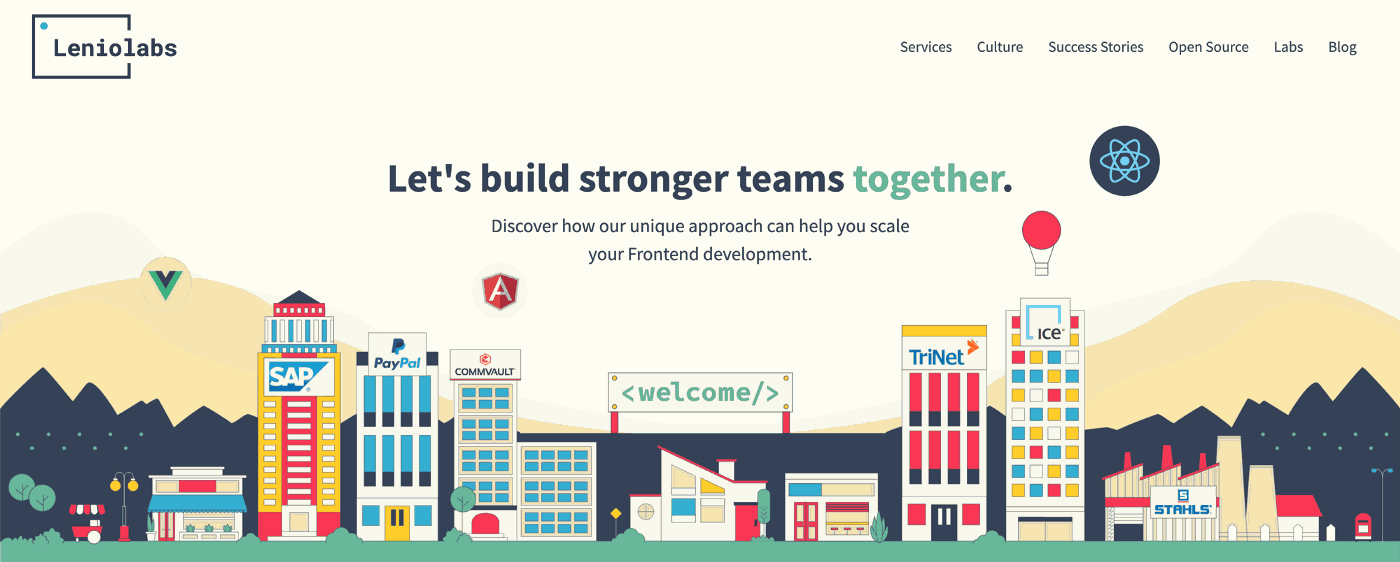 Leniolabs
Services Culture Success Stories Open Source Labs Blog
Let's build stronger teams together.
Discover how our unique approach can help you scale
your Frontend development.
A
SAP
PayPal
COMMVAULT
<welcome/>
TriNet
ice
S
STAHLS'